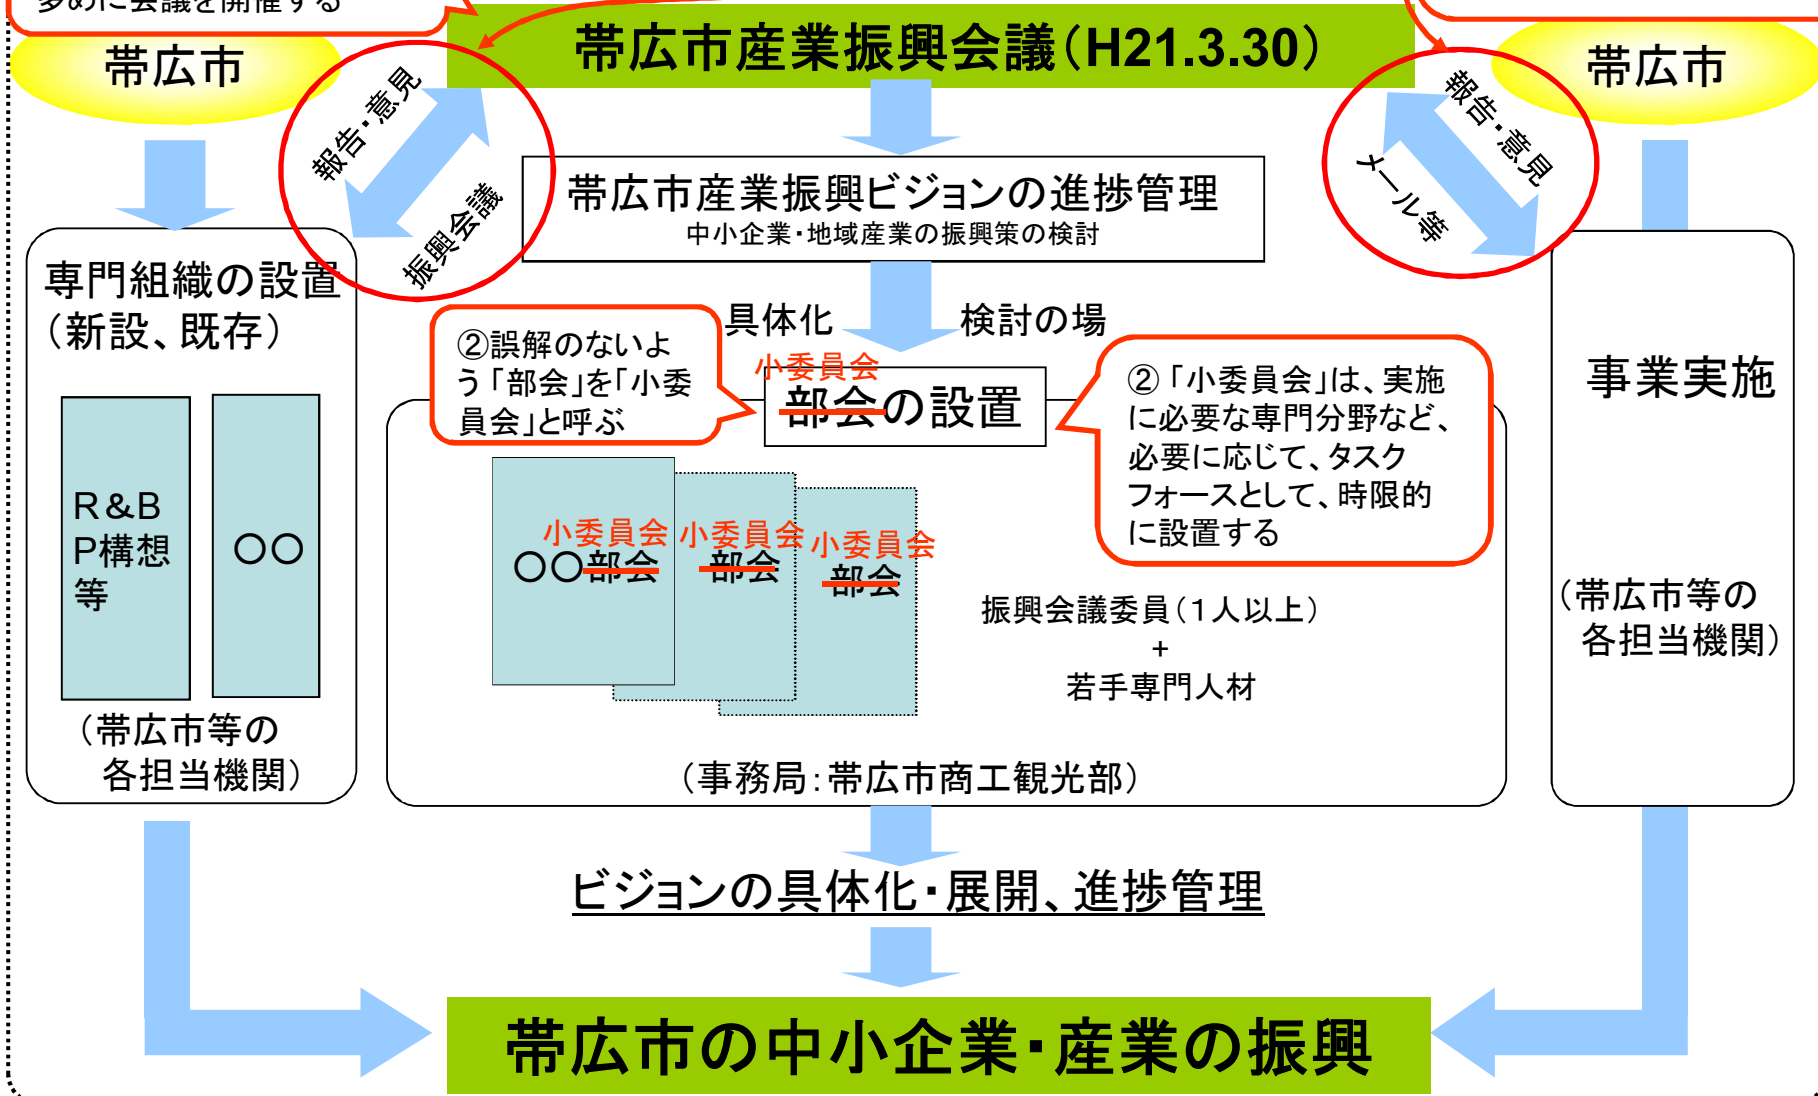 多めに会議を開催する
帯広市
帯広市産業振興会議(H21.3.30)
帯広市
報告・意見
振興会議
報告・意見
メール等
帯広市産業振興ビジョンの進捗管理
中小企業・地域産業の振興策の検討
専門組織の設置
(新設、既存)
R&B
P構想
等
〇〇
(帯広市等の
各担当機関)
具体化
検討の場
②誤解のないよ
う「部会」を「小委
員会」と呼ぶ
小委員会
部会の設置
②「小委員会」は、実施
に必要な専門分野など、
必要に応じて、タスク
フォースとして、時限的
に設置する
小委員会
〇〇部会
小委員会
部会
小委員会
部会
振興会議委員(1人以上)
+
若手専門人材
(事務局:帯広市商工観光部)
事業実施
(帯広市等の
各担当機関)
ビジョンの具体化・展開、進捗管理
帯広市の中小企業・産業の振興